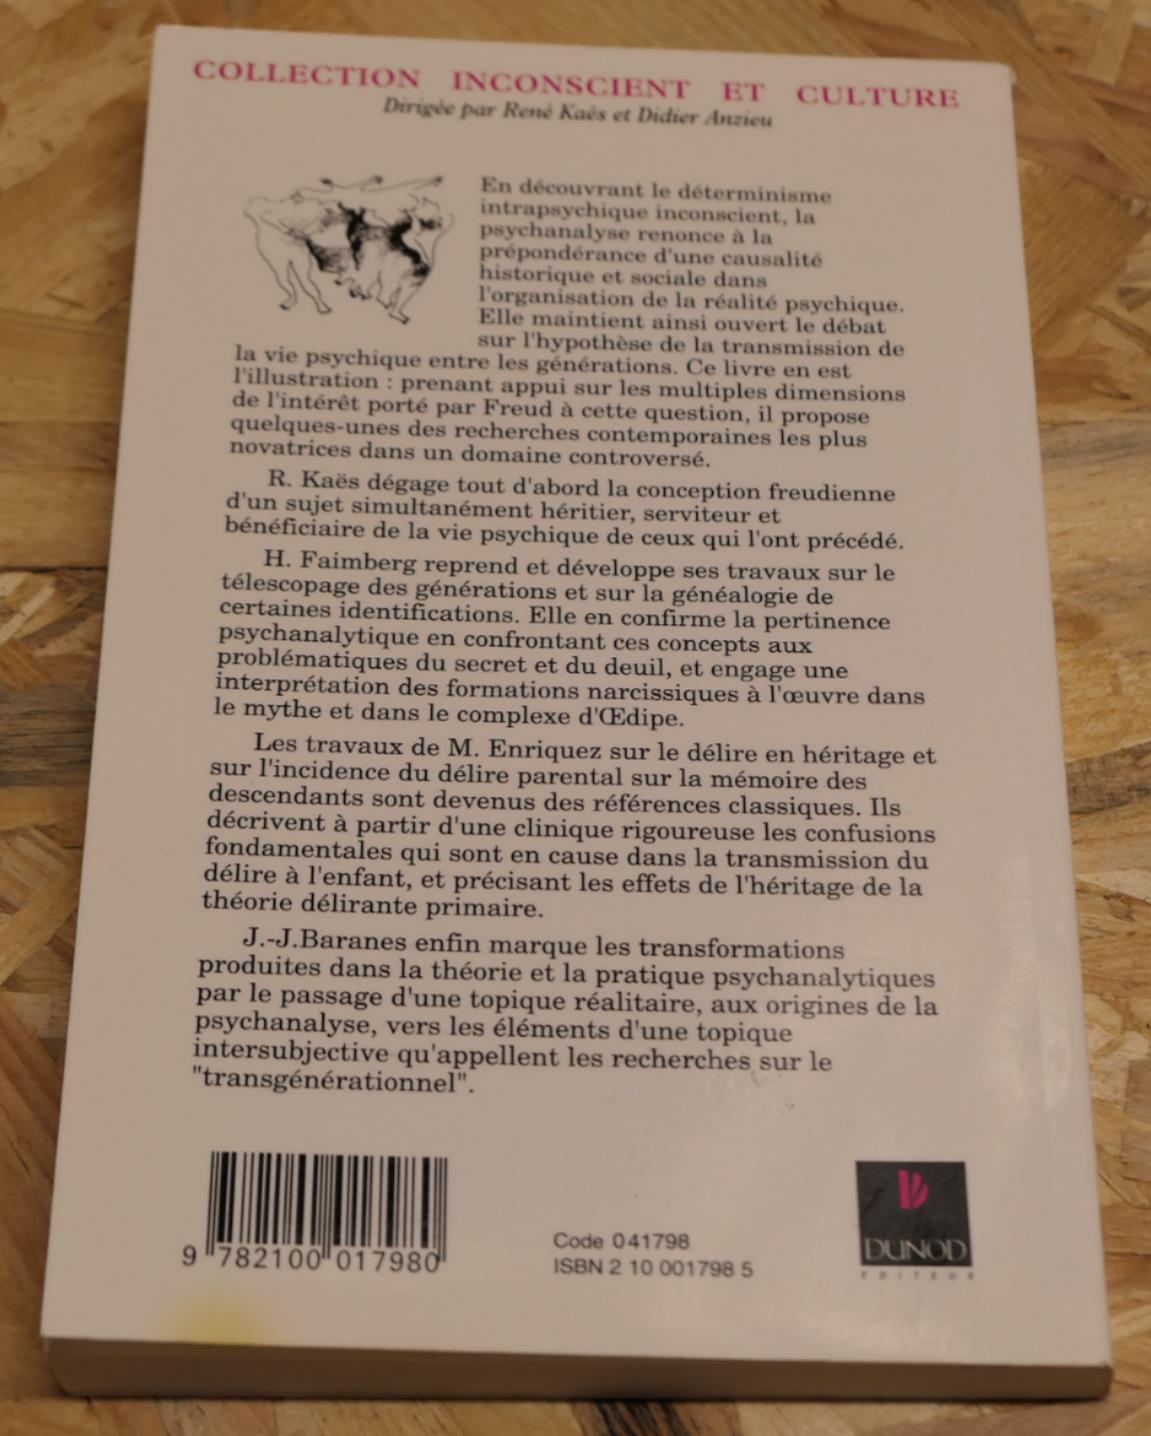 COLLECTION INCONSCIENT ET CULTURE
Dirigée par René Kaës et Didier Anzieu
En découvrant le déterminisme
intrapsychique inconscient, la
psychanalyse renonce à la
prépondérance d'une causalité
historique et sociale dans
l'organisation de la réalité psychique.
Elle maintient ainsi ouvert le débat
sur l'hypothèse de la transmission de
la vie psychique entre les générations. Ce livre en est
l'illustration : prenant appui sur les multiples dimensions
de l'intérêt porté par Freud à cette question, il propose
quelques-unes des recherches contemporaines les plus
novatrices dans un domaine controversé.
R. Kaës dégage tout d'abord la conception freudienne
d'un sujet simultanément héritier, serviteur et
bénéficiaire de la vie psychique de ceux qui l'ont précédé.
H. Faimberg reprend et développe ses travaux sur le
télescopage des générations et sur la généalogie de
certaines identifications. Elle en confirme la pertinence
psychanalytique en confrontant ces concepts aux
problématiques du secret et du deuil, et engage une
interprétation des formations narcissiques à l'œuvre dans
le mythe et dans le complexe d'Œdipe.
Les travaux de M. Enriquez sur le délire en héritage et
sur l'incidence du délire parental sur la mémoire des
descendants sont devenus des références classiques. Ils
décrivent à partir d'une clinique rigoureuse les confusions
fondamentales qui sont en cause dans la transmission du
délire à l'enfant, et précisant les effets de l'héritage de la
théorie délirante primaire.
J.-J.Baranes enfin marque les transformations
produites dans la théorie et la pratique psychanalytiques
par le passage d'une topique réalitaire, aux origines de la
psychanalyse, vers les éléments d'une topique
intersubjective qu'appellent les recherches sur le
"transgénérationnel".
9 782100 017980
Code 041798
ISBN 2 10 001798 5
DUNOD
EDITEUR